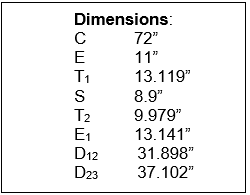 Dimensions:
C 72”
E 11”
T₁ 13.119”
S 8.9”
T₂ 9.979”
E₁ 13.141”
D₁₂ 31.898”
D₂₃ 37.102”